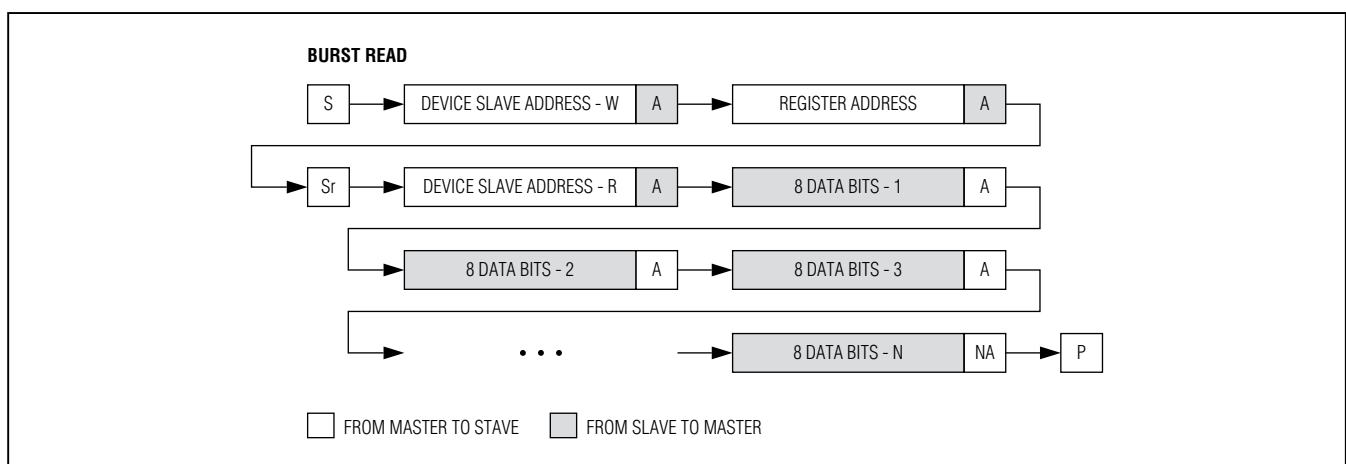 BURST READ
S DEVICE SLAVE ADDRESS - W A REGISTER ADDRESS A
Sr DEVICE SLAVE ADDRESS - R A 8 DATA BITS - 1 A
8 DATA BITS - 2 A 8 DATA BITS - 3 A
• • • 8 DATA BITS - N NA P
FROM MASTER TO STAVE FROM SLAVE TO MASTER